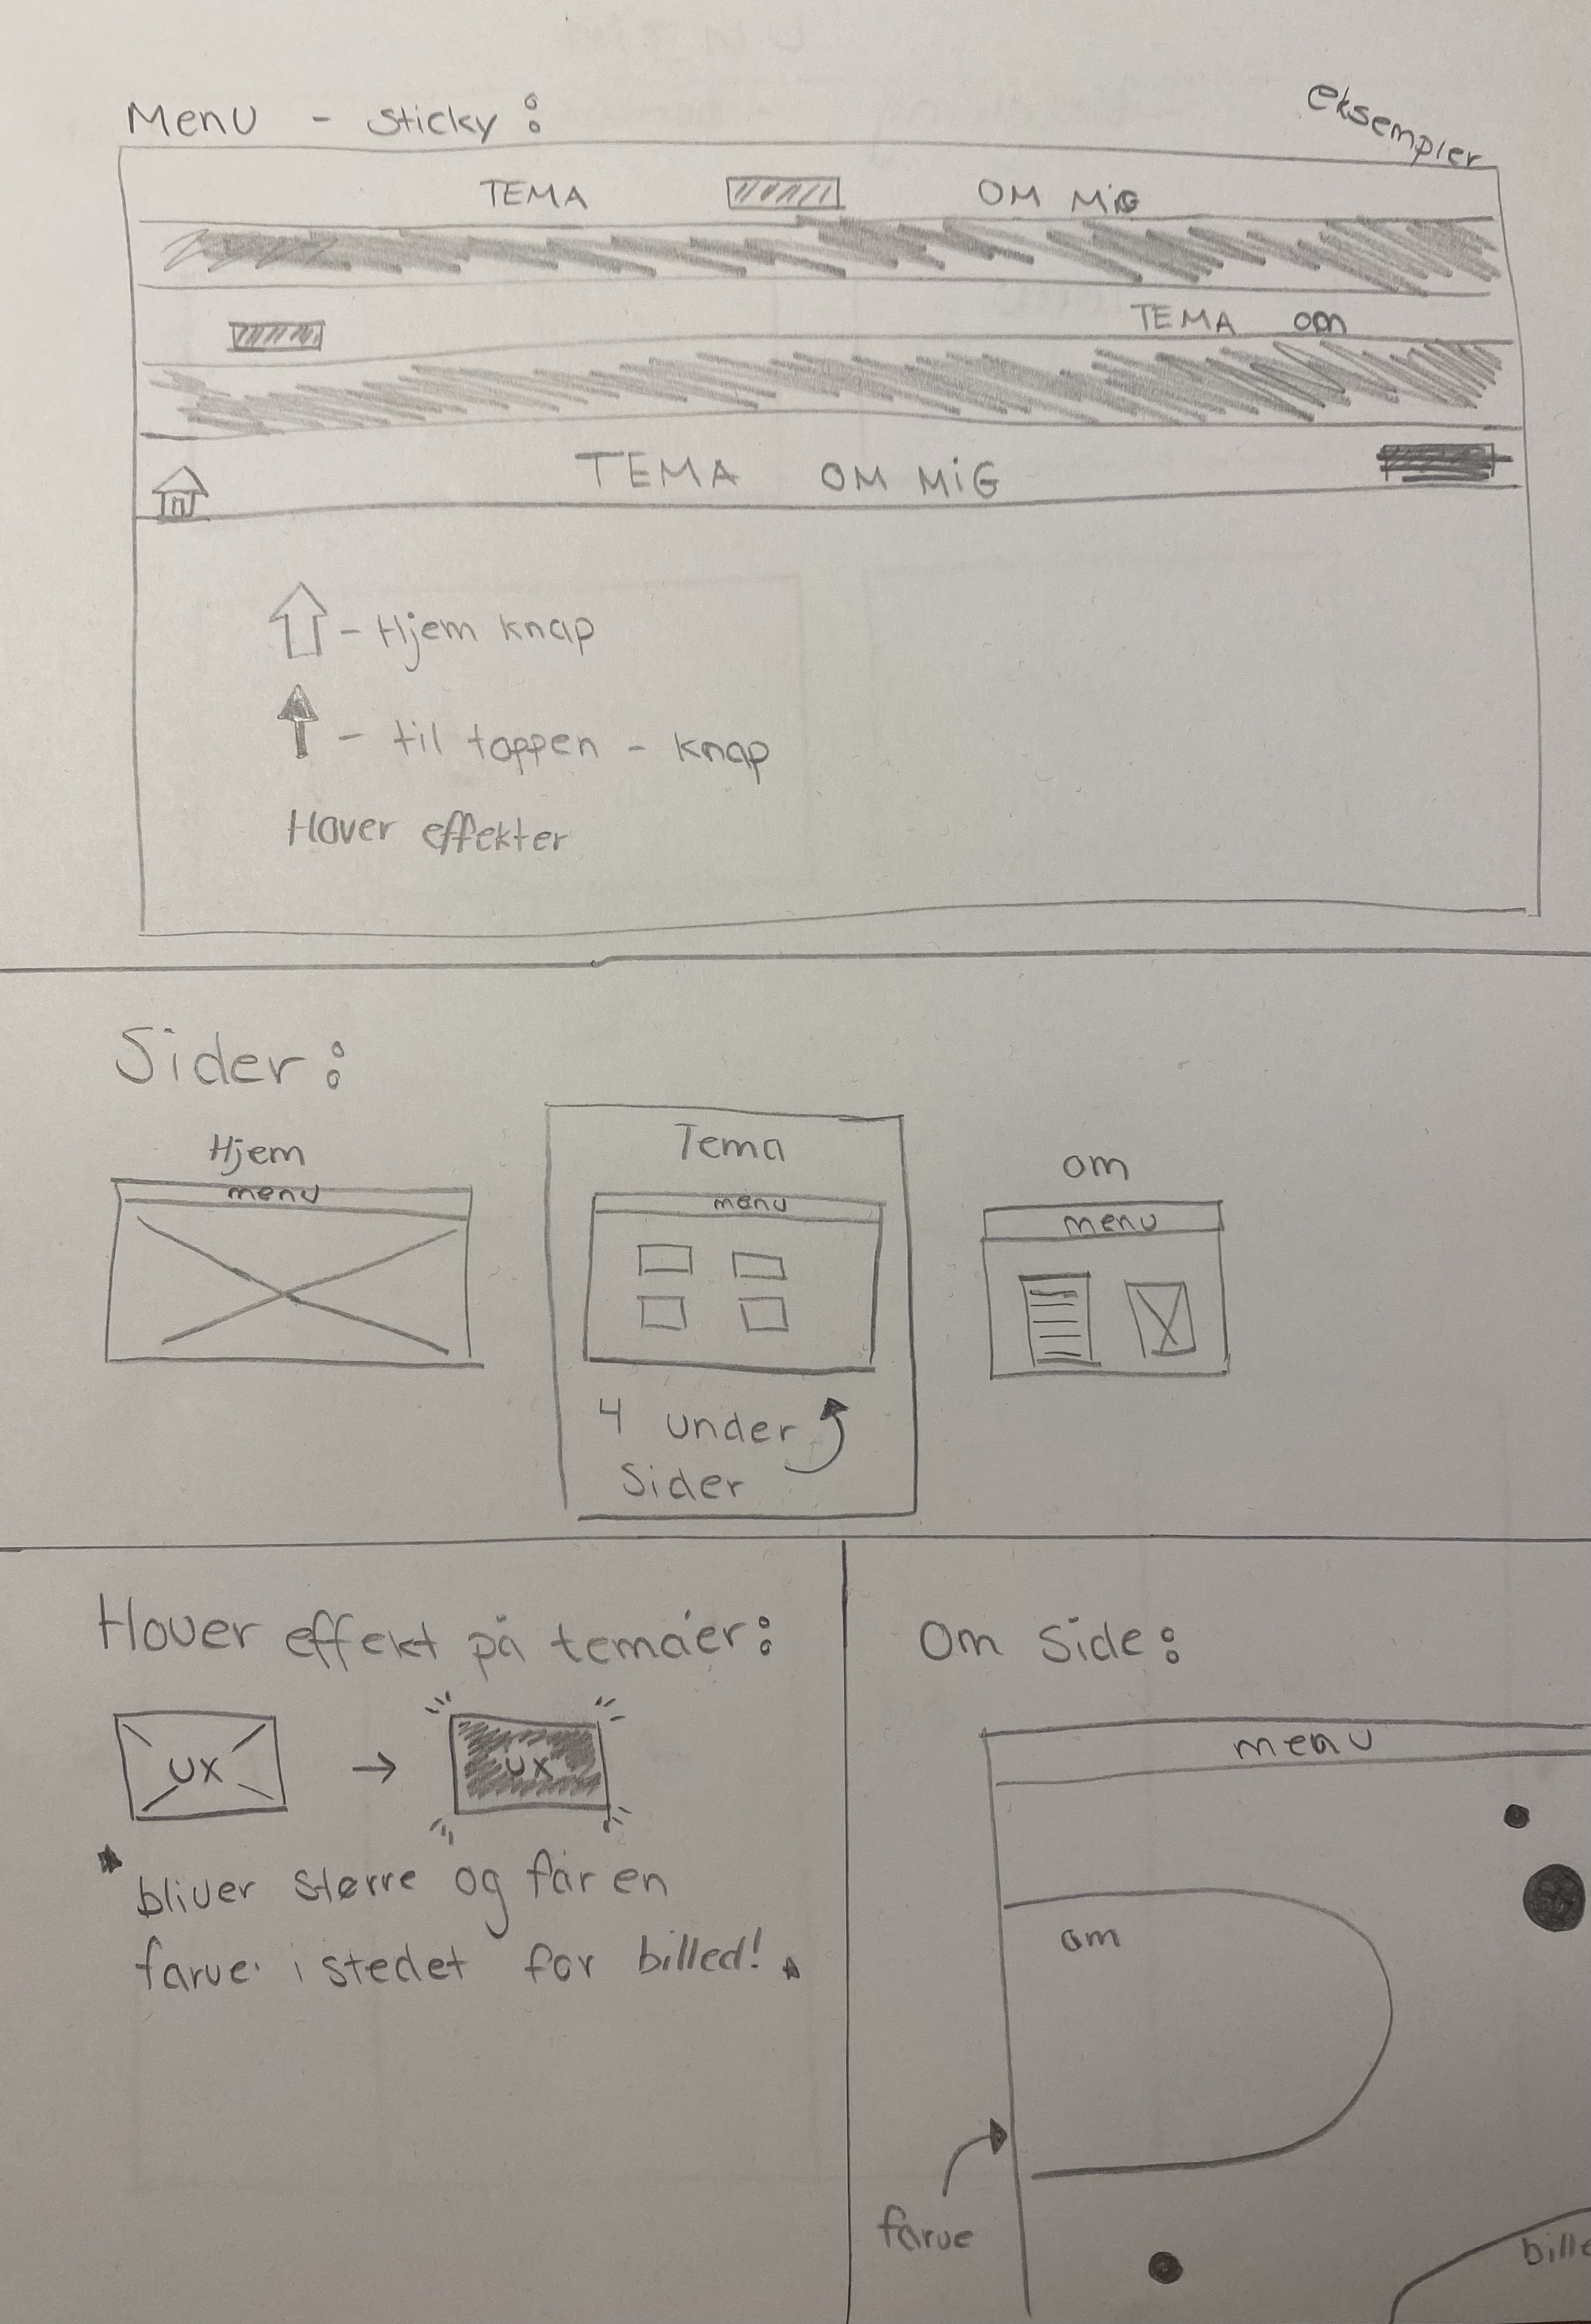 Menu - sticky:
eksempler
TEMA OM MiG
TEMA om
TEMA OM MiG
- Hjem knap
- til toppen - knap
Hover effekter
Sider:
Hjem
menu
Tema
menu
4 under
sider
om
menu
Hover effekt på temáer:
UX → UX
bliver større og får en
farve i stedet for billed!
Om side:
menu
om
farve
bille